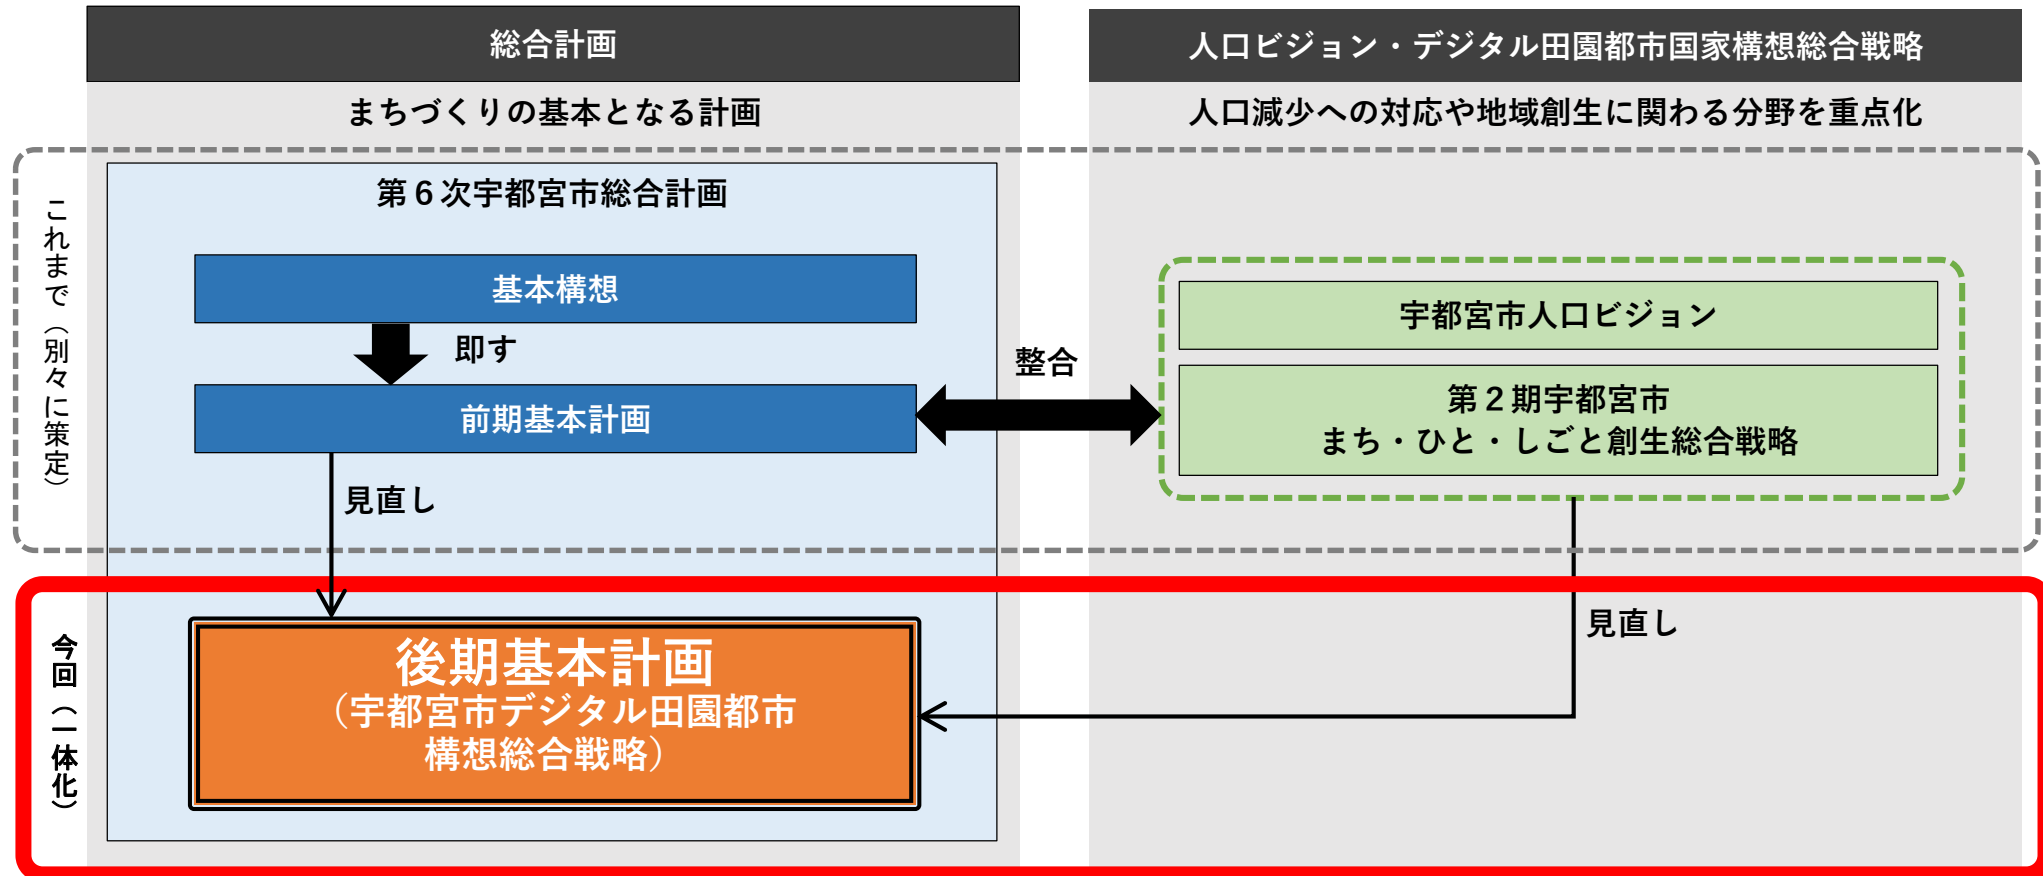 総合計画
まちづくりの基本となる計画
人口ビジョン・デジタル田園都市国家構想総合戦略
人口減少への対応や地域創生に関わる分野を重点化
これまで（別々に策定）
第６次宇都宮市総合計画
基本構想
即す
前期基本計画
見直し
整合
宇都宮市人口ビジョン
第２期宇都宮市
まち・ひと・しごと創生総合戦略
見直し
今回（一体化）
後期基本計画
（宇都宮市デジタル田園都市
構想総合戦略）